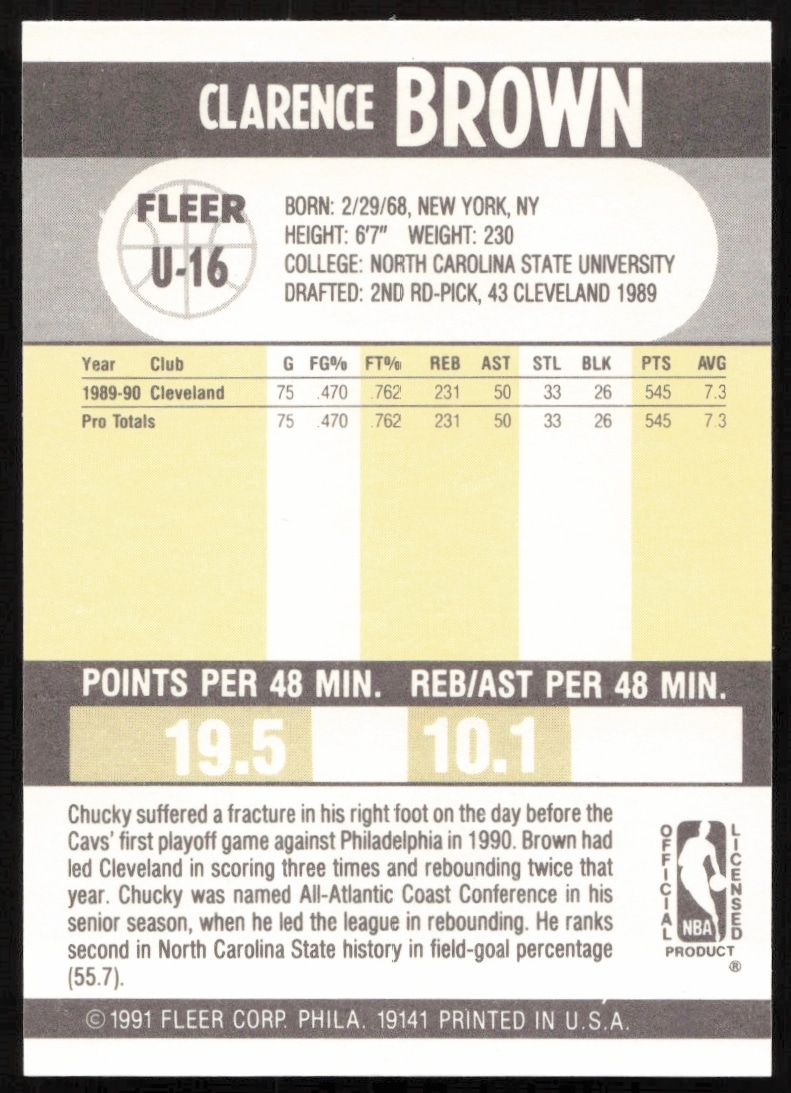 CLARENCE BROWN
FLEER
U-16
BORN: 2/29/68, NEW YORK, NY
HEIGHT: 6'7" WEIGHT: 230
COLLEGE: NORTH CAROLINA STATE UNIVERSITY
DRAFTED: 2ND RD-PICK, 43 CLEVELAND 1989
Year Club G FG% FT% REB AST STL BLK PTS AVG
1989-90 Cleveland 75 .470 .762 231 50 33 26 545 7.3
Pro Totals 75 .470 .762 231 50 33 26 545 7.3
POINTS PER 48 MIN. REB/AST PER 48 MIN.
19.5 10.1
Chucky suffered a fracture in his right foot on the day before the
Cavs' first playoff game against Philadelphia in 1990. Brown had
led Cleveland in scoring three times and rebounding twice that
year. Chucky was named All-Atlantic Coast Conference in his
senior season, when he led the league in rebounding. He ranks
second in North Carolina State history in field-goal percentage
(55.7).
OFFICIAL
LICENSED
NBA
PRODUCT
®
©1991 FLEER CORP. PHILA. 19141 PRINTED IN U.S.A.